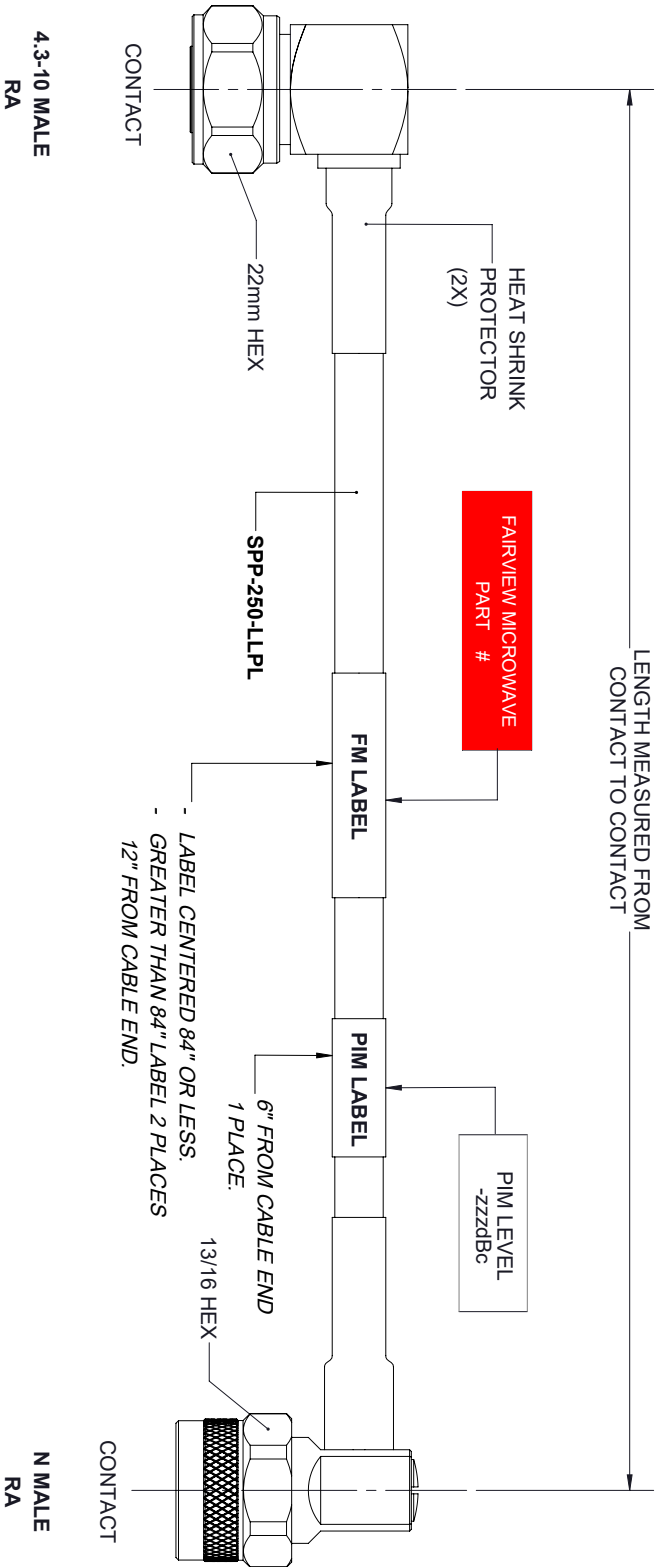 LENGTH MEASURED FROM
CONTACT TO CONTACT
HEAT SHRINK
PROTECTOR
(2X)
FAIRVIEW MICROWAVE
PART #
PIM LEVEL
-zzzdBc
FM LABEL
PIM LABEL
22mm HEX
SPP-250-LLPL
- LABEL CENTERED 84" OR LESS.
- GREATER THAN 84" LABEL 2 PLACES
12" FROM CABLE END.
6" FROM CABLE END
1 PLACE.
13/16 HEX
CONTACT
4.3-10 MALE
RA
CONTACT
N MALE
RA